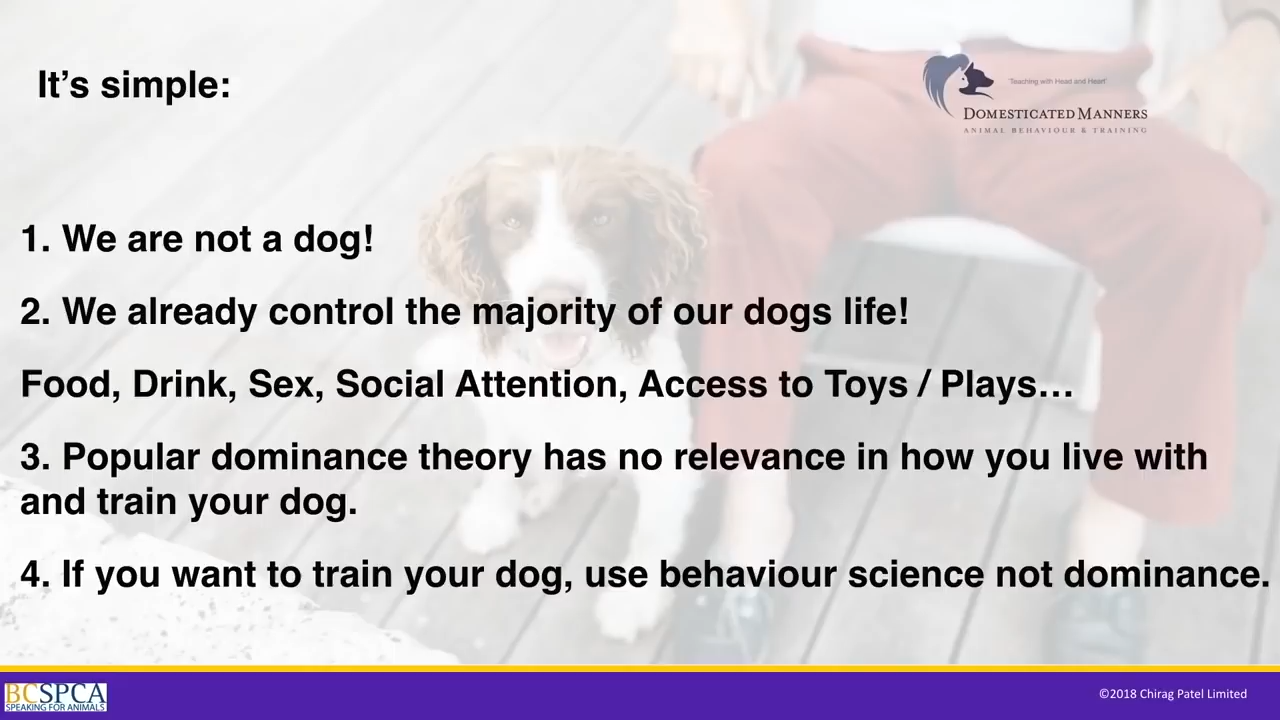 It’s simple:
"Teaching with Head and Heart"
DOMESTICATED MANNERS
ANIMAL BEHAVIOUR & TRAINING
1. We are not a dog!
2. We already control the majority of our dogs life!
Food, Drink, Sex, Social Attention, Access to Toys / Plays...
3. Popular dominance theory has no relevance in how you live with
and train your dog.
4. If you want to train your dog, use behaviour science not dominance.
BCSPCA
SPEAKING FOR ANIMALS
©2018 Chirag Patel Limited